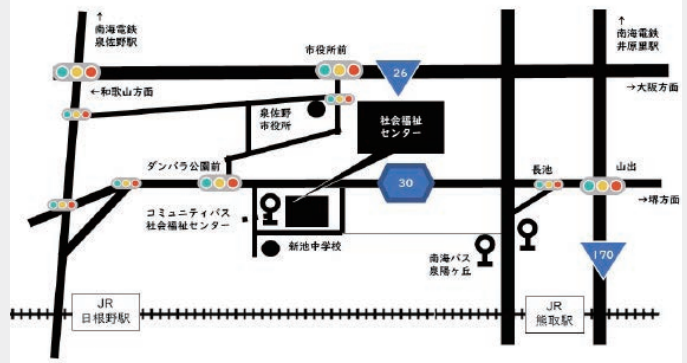 ↑
南海電鉄
泉佐野駅
↑
南海電鉄
井原里駅
市役所前
26
←和歌山方面
→大阪方面
泉佐野
市役所
社会福祉
センター
ダンバラ公園前
30
長池
山出
→堺方面
コミュニティバス
社会福祉センター
新池中学校
南海バス
泉陽ヶ丘
170
JR
日根野駅
JR
熊取駅